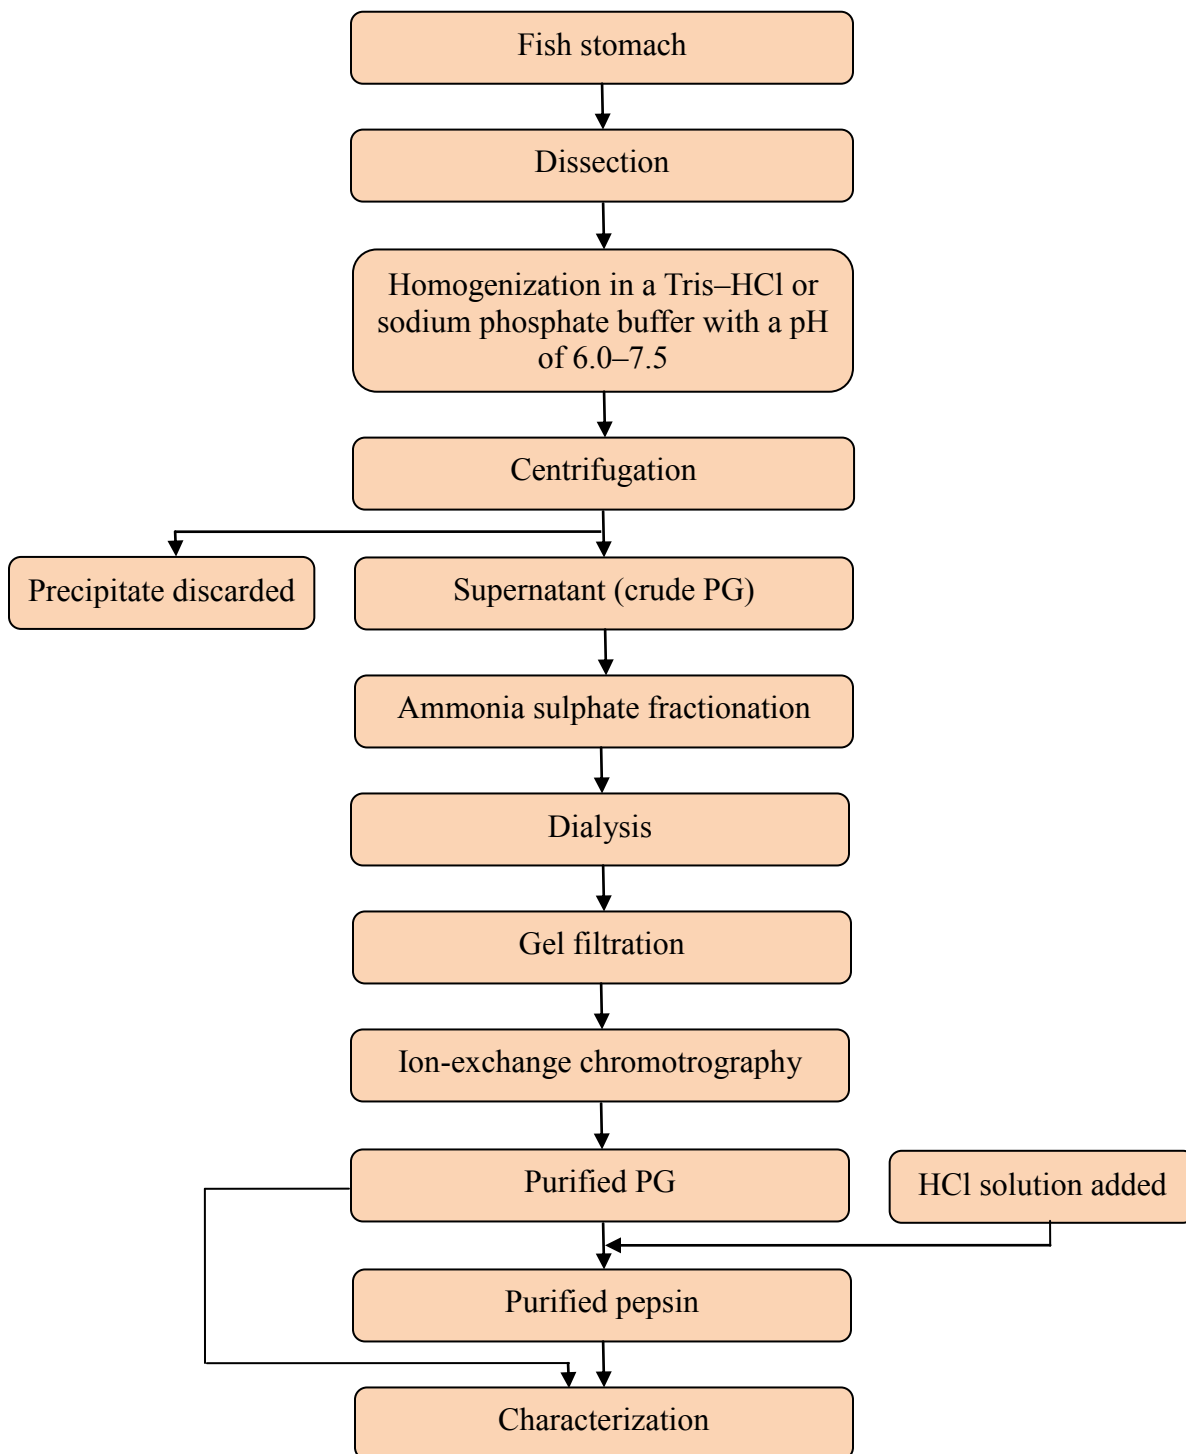 Fish stomach
Dissection
Homogenization in a Tris–HCl or
sodium phosphate buffer with a pH
of 6.0–7.5
Centrifugation
Precipitate discarded
Supernatant (crude PG)
Ammonia sulphate fractionation
Dialysis
Gel filtration
Ion-exchange chromotrography
Purified PG
HCl solution added
Purified pepsin
Characterization